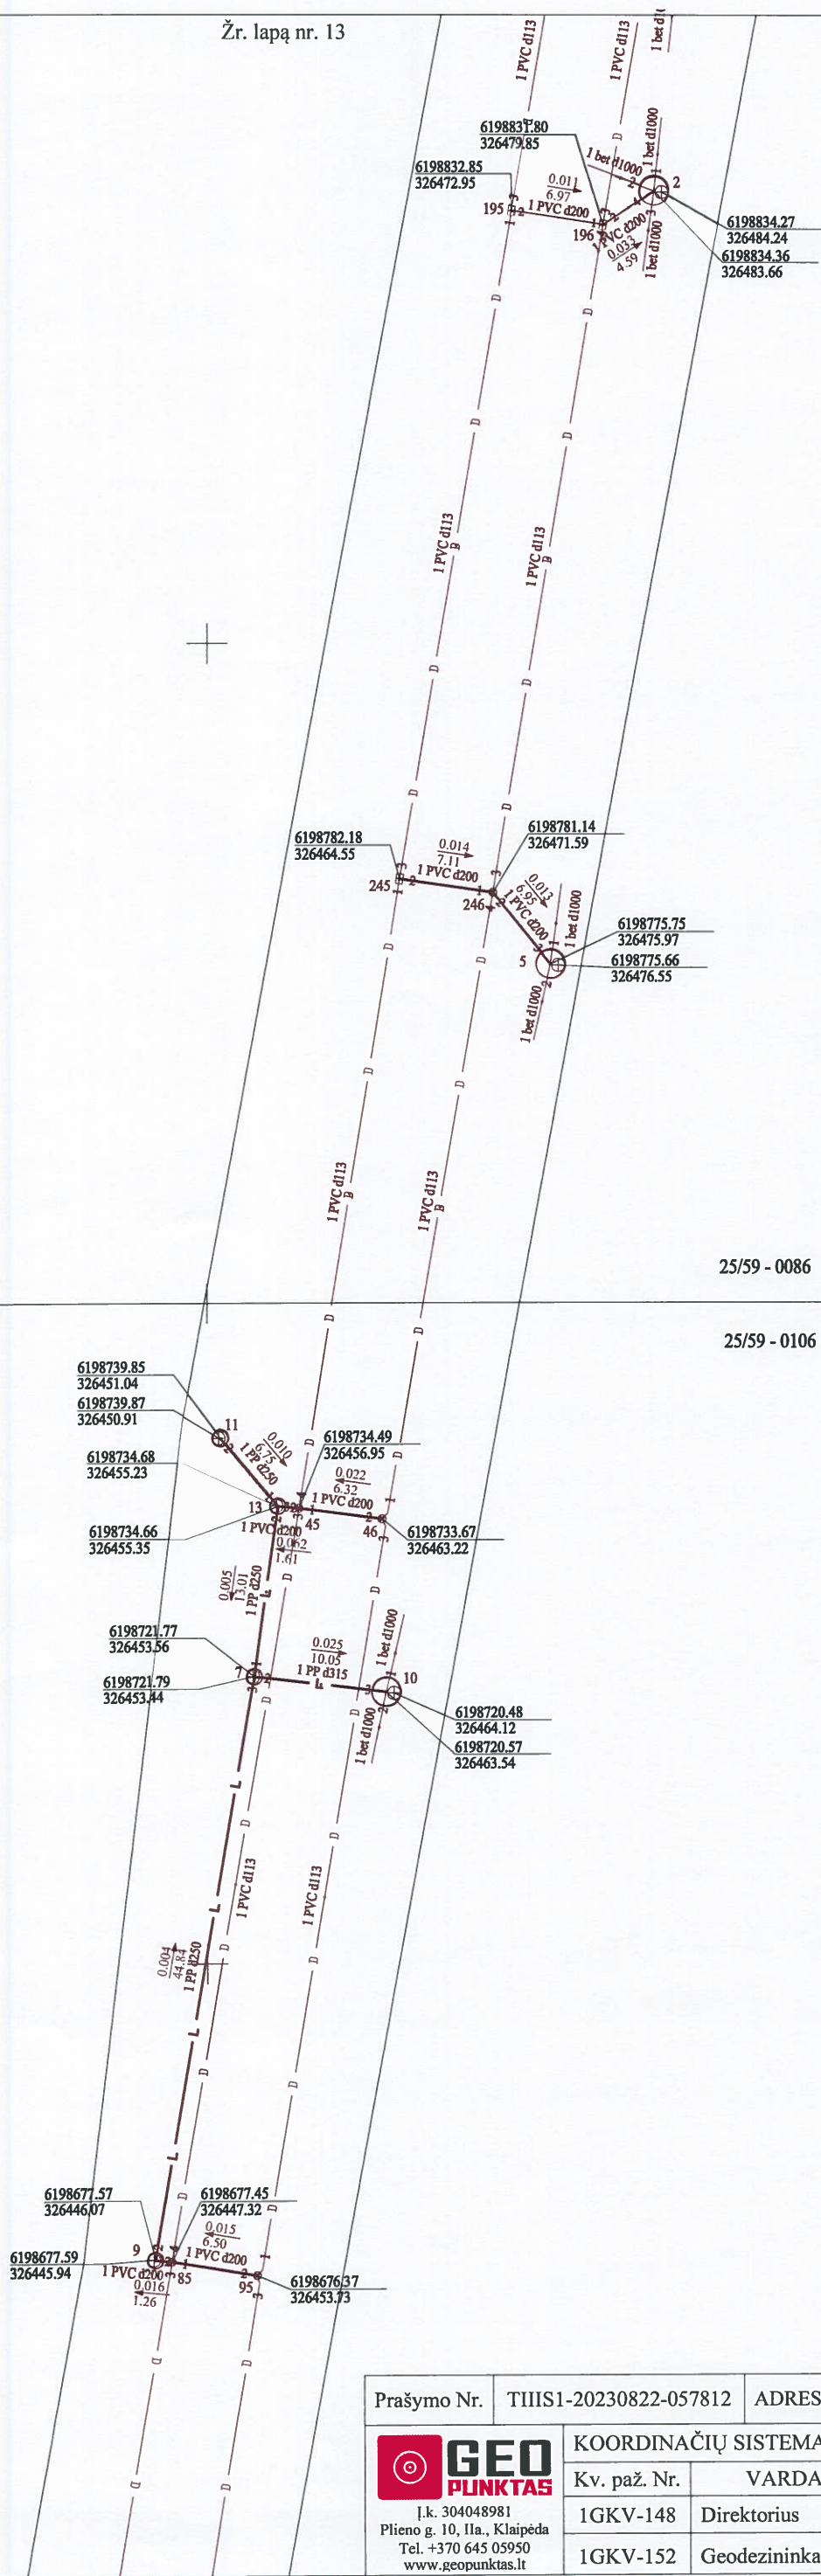 Žr. lapą nr. 13
1 PVC d113
1 PVC d113
6198831.80
326479.85
1 bet d1000
1 bet d1000
6198832.85
326472.95
0.011
6.97
1 PVC d200
195
196
2
1 PVC d200
0.033
4.59
1 bet d1000
6198834.27
326484.24
6198834.36
326483.66
1 PVC d113
1 PVC d113
6198782.18
326464.55
0.014
7.11
1 PVC d200
6198781.14
326471.59
245
246
0.013
6.95
1 PVC d200
1 bet d1000
6198775.75
326475.97
5
6198775.66
326476.55
1 bet d1000
1 PVC d113
1 PVC d113
25/59 - 0086
25/59 - 0106
6198739.85
326451.04
6198739.87
326450.91
11
0.010
6.75
1 PP d250
6198734.49
326456.95
6198734.68
326455.23
0.022
6.32
1 PVC d200
13
45
46
6198734.66
326455.35
1 PVC d200
0.062
1.61
6198733.67
326463.22
0.005
13.01
1 PP d250
6198721.77
326453.56
0.025
10.05
1 PP d315
1 bet d1000
7
10
6198721.79
326453.44
6198720.48
326464.12
6198720.57
326463.54
1 bet d1000
1 PVC d113
1 PVC d113
0.004
44.84
1 PP d250
6198677.57
326446.07
6198677.45
326447.32
0.015
6.50
1 PVC d200
9
6198677.59
326445.94
1 PVC d200
0.016
1.26
85
95
6198676.37
326453.73
Prašymo Nr. TIIIS1-20230822-057812 ADRES
GEO
PUNKTAS
Į.k. 304048981
Plieno g. 10, IIa., Klaipėda
Tel. +370 645 05950
www.geopunktas.lt
KOORDINAČIŲ SISTEMA
Kv. paž. Nr. VARDA
1GKV-148 Direktorius
1GKV-152 Geodezininka